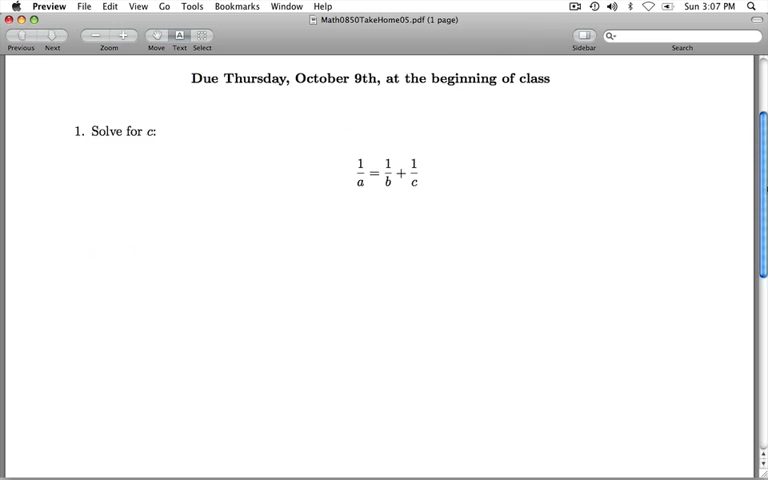 Preview File Edit View Go Tools Bookmarks Window Help Sun 3:07 PM
Math0850TakeHome05.pdf (1 page)
Previous Next Zoom Move Text Select Sidebar Search
Due Thursday, October 9th, at the beginning of class
1. Solve for c:
1/a = 1/b + 1/c